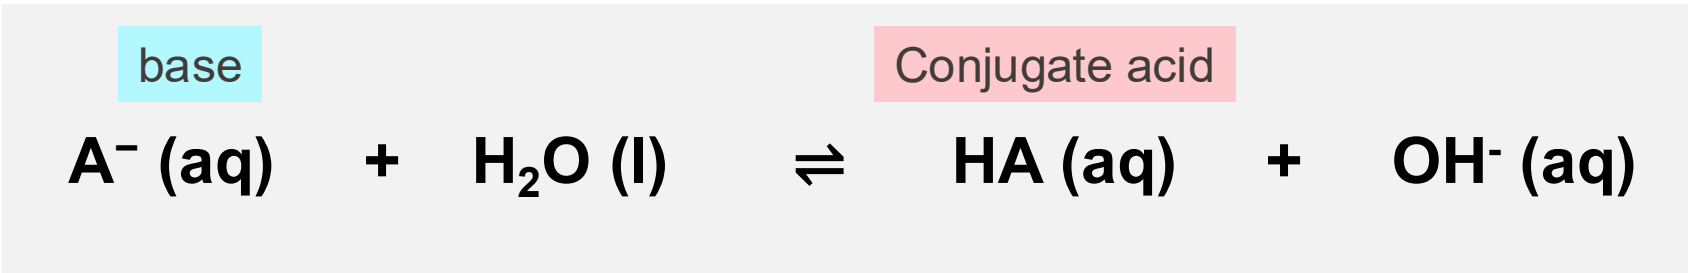 base Conjugate acid
A⁻ (aq) + H₂O (l) ⇌ HA (aq) + OH⁻ (aq)